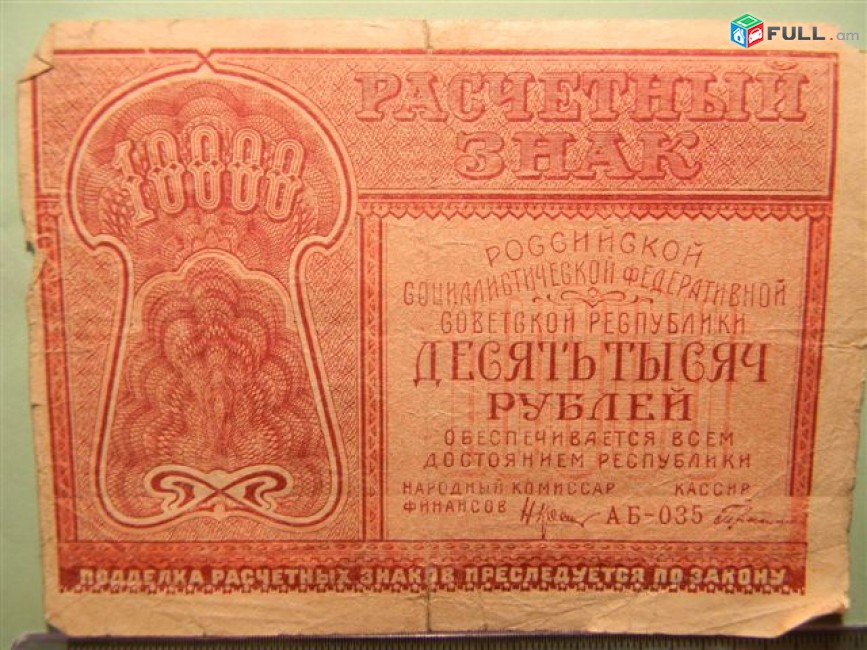 FULL.am
РАСЧЕТНЫЙ
ЗНАК
10000
10000
РОССИЙСКОЙ
СОЦИАЛИСТИЧЕСКОЙ ФЕДЕРАТИВНОЙ
СОВЕТСКОЙ РЕСПУБЛИКИ
ДЕСЯТЬ ТЫСЯЧ
РУБЛЕЙ
ОБЕСПЕЧИВАЕТСЯ ВСЕМ
ДОСТОЯНИЕМ РЕСПУБЛИКИ
НАРОДНЫЙ КОМИССАР КАССИР
ФИНАНСОВ АБ-035
ПОДДЕЛКА РАСЧЕТНЫХ ЗНАКОВ ПРЕСЛЕДУЕТСЯ ПО ЗАКОНУ